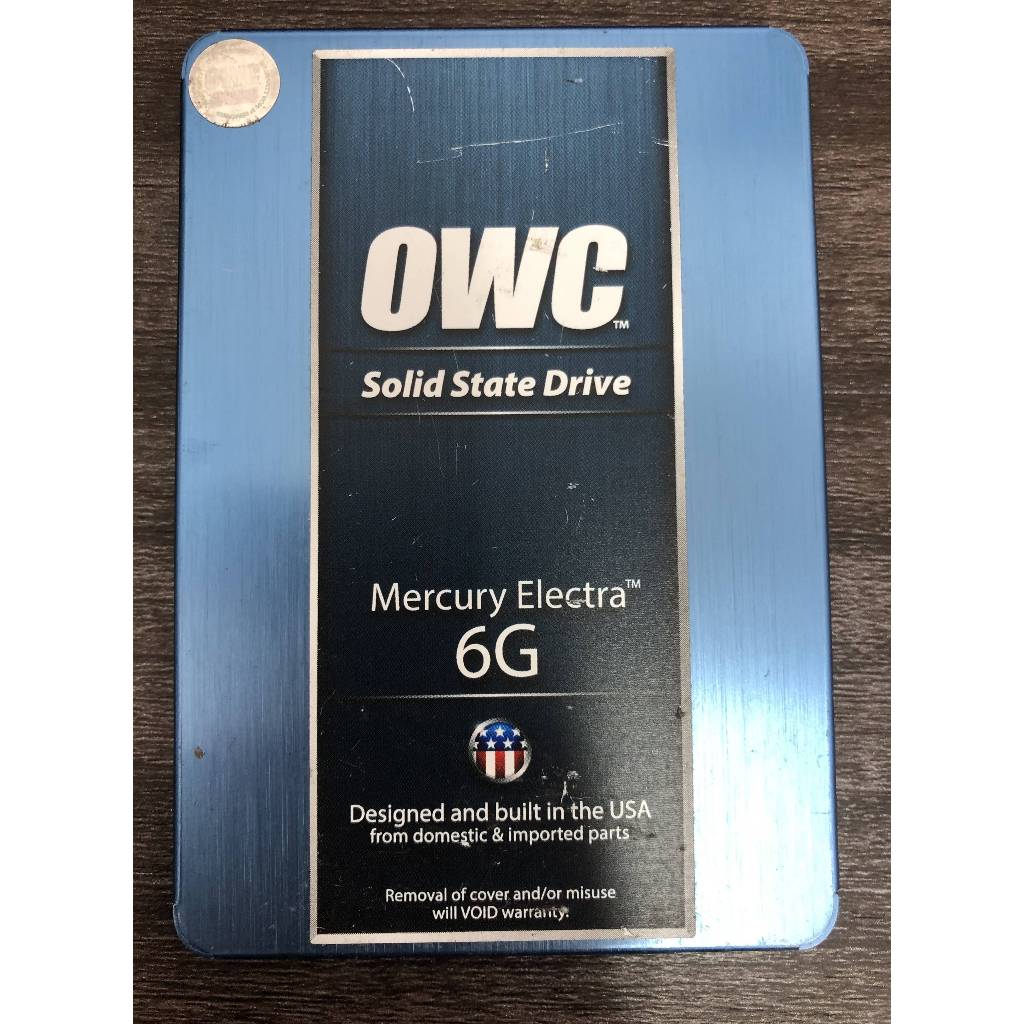 OWC™
Solid State Drive
Mercury Electra™
6G
Designed and built in the USA
from domestic & imported parts
Removal of cover and/or misuse
will VOID warranty.